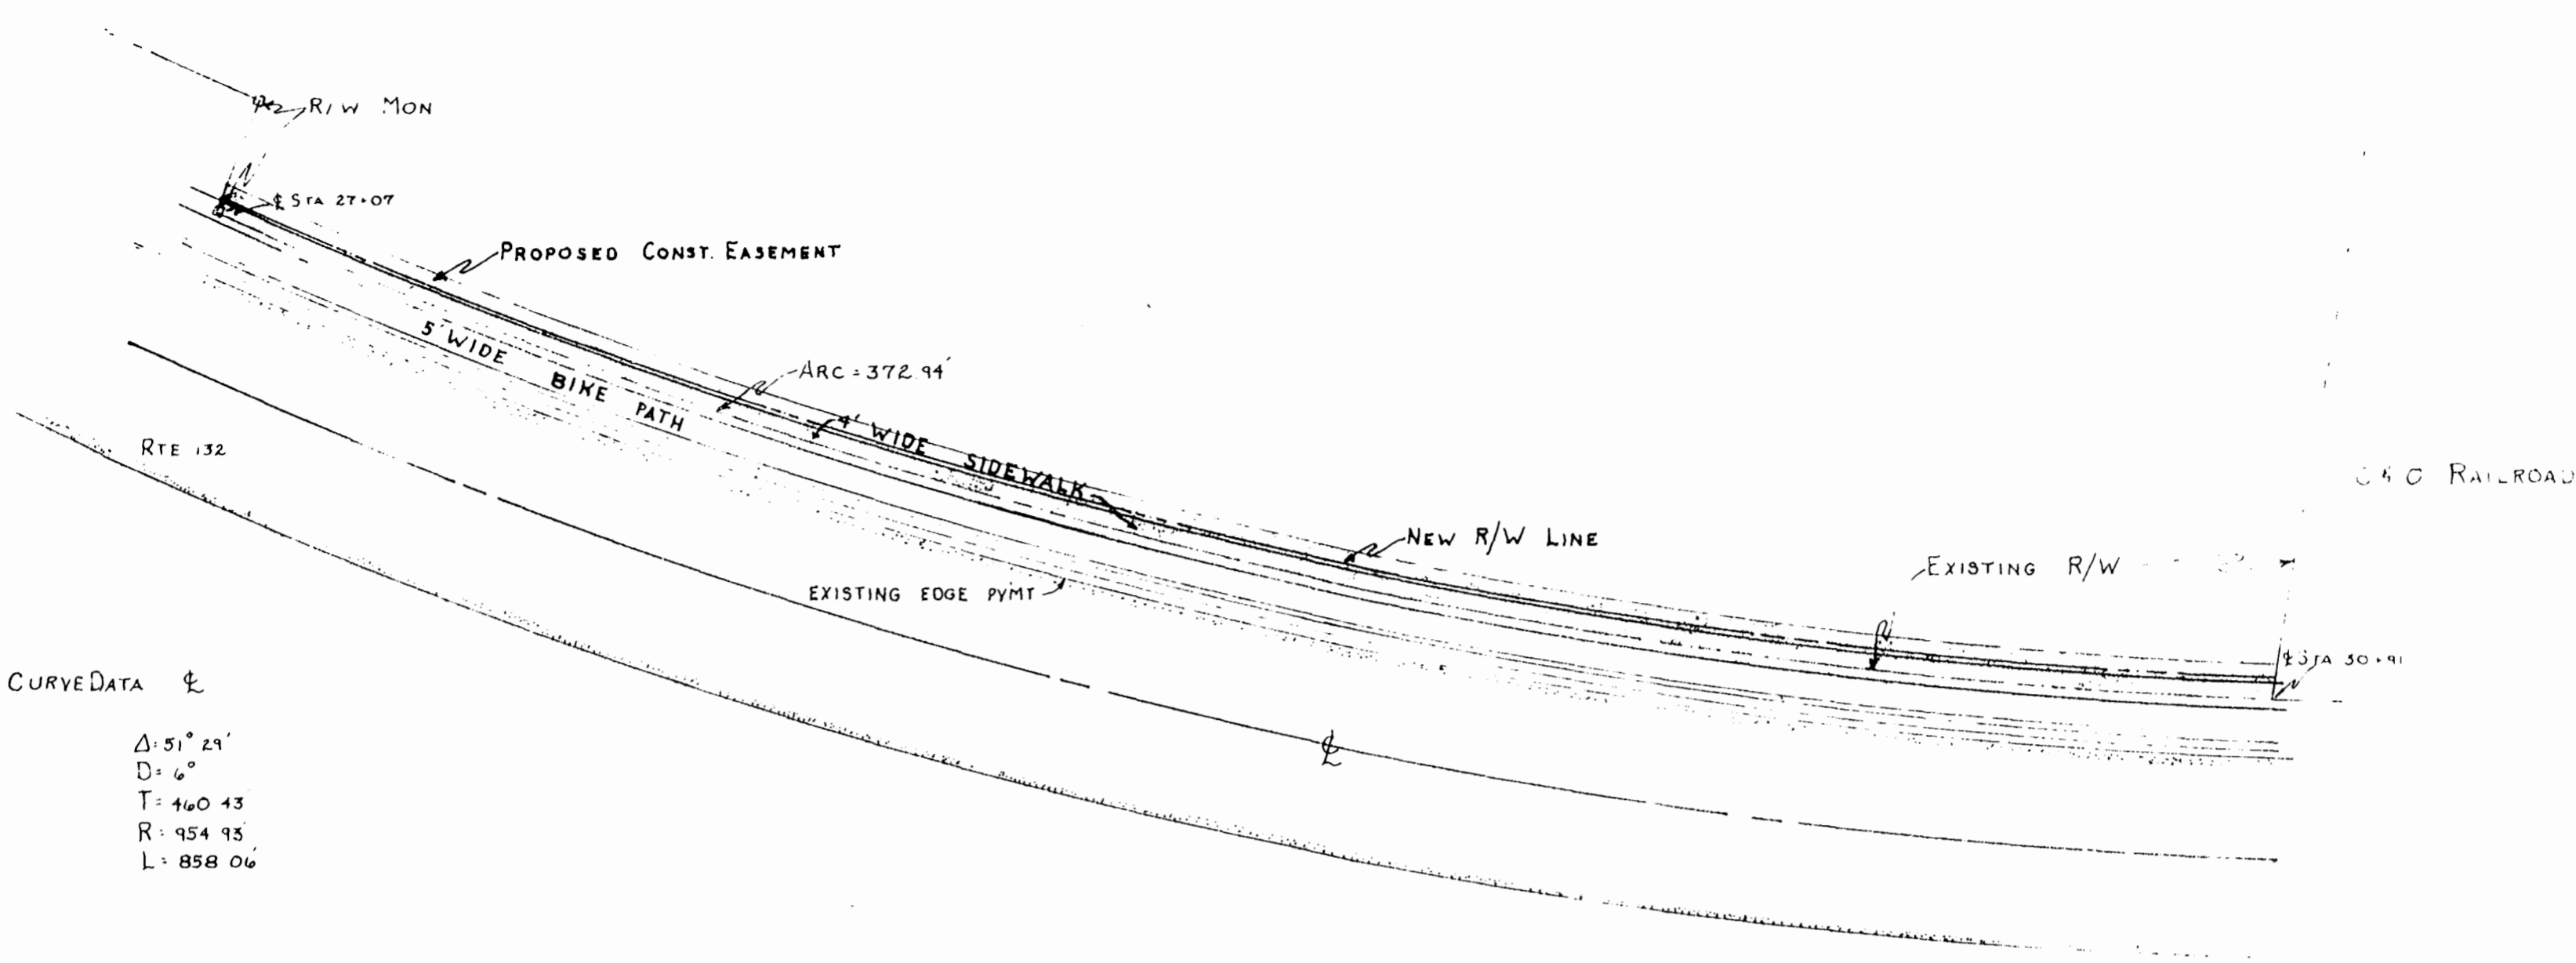 R/W MON
℄ STA 27+07
PROPOSED CONST. EASEMENT
5' WIDE BIKE PATH
ARC = 372.94'
4' WIDE SIDEWALK
RTE 132
RAILROAD
NEW R/W LINE
EXISTING R/W
EXISTING EDGE PVMT
℄ STA 30+91
CURVE DATA ℄
℄
Δ = 51° 29'
D = 6°
T = 460.43
R = 954.93'
L = 858.06'